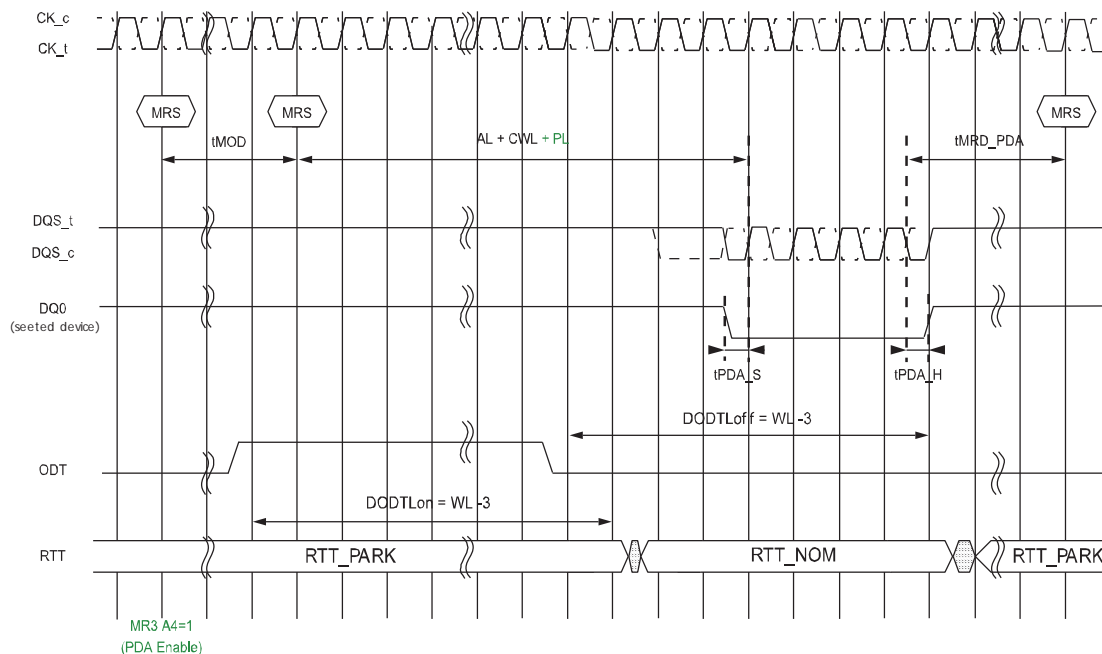 CK_c
CK_t
MRS
MRS
MRS
tMOD
AL + CWL + PL
tMRD_PDA
DQS_t
DQS_c
DQ0
(seeted device)
tPDA_S
tPDA_H
DODTLoff = WL -3
ODT
DODTLon = WL -3
RTT
RTT_PARK
RTT_NOM
RTT_PARK
MR3 A4=1
(PDA Enable)